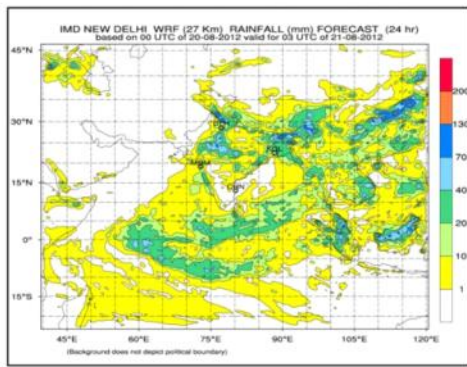 IMD NEW DELHI WRF (27 Km) RAINFALL (mm) FORECAST (24 hr)
based on 00 UTC of 20-08-2012 valid for 03 UTC of 21-08-2012
45°N
30°N
15°N
0°
15°S
45°E
60°E
75°E
90°E
105°E
120°E
200
130
70
40
20
10
1
(Background does not depict political boundary)